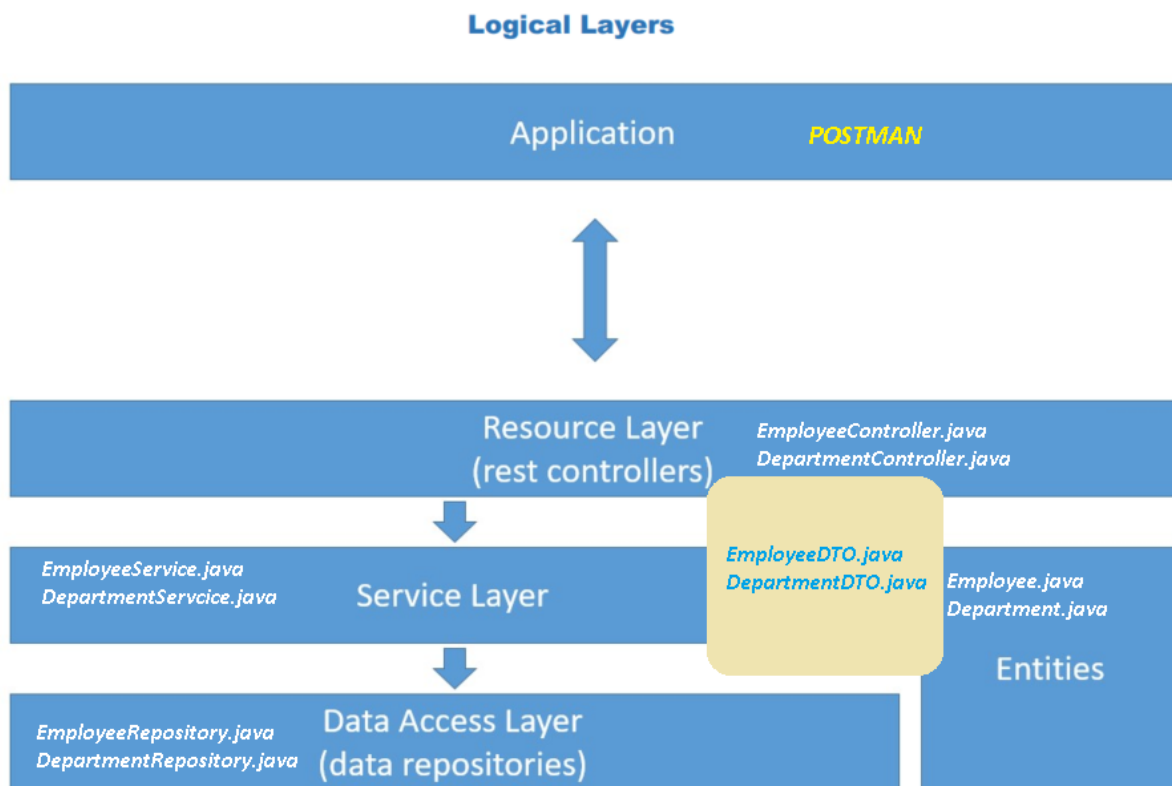 Logical Layers
Application
POSTMAN
Resource Layer
(rest controllers)
EmployeeController.java
DepartmentController.java
EmployeeService.java
DepartmentServcice.java
Service Layer
EmployeeDTO.java
DepartmentDTO.java
Employee.java
Department.java
Entities
EmployeeRepository.java
DepartmentRepository.java
Data Access Layer
(data repositories)